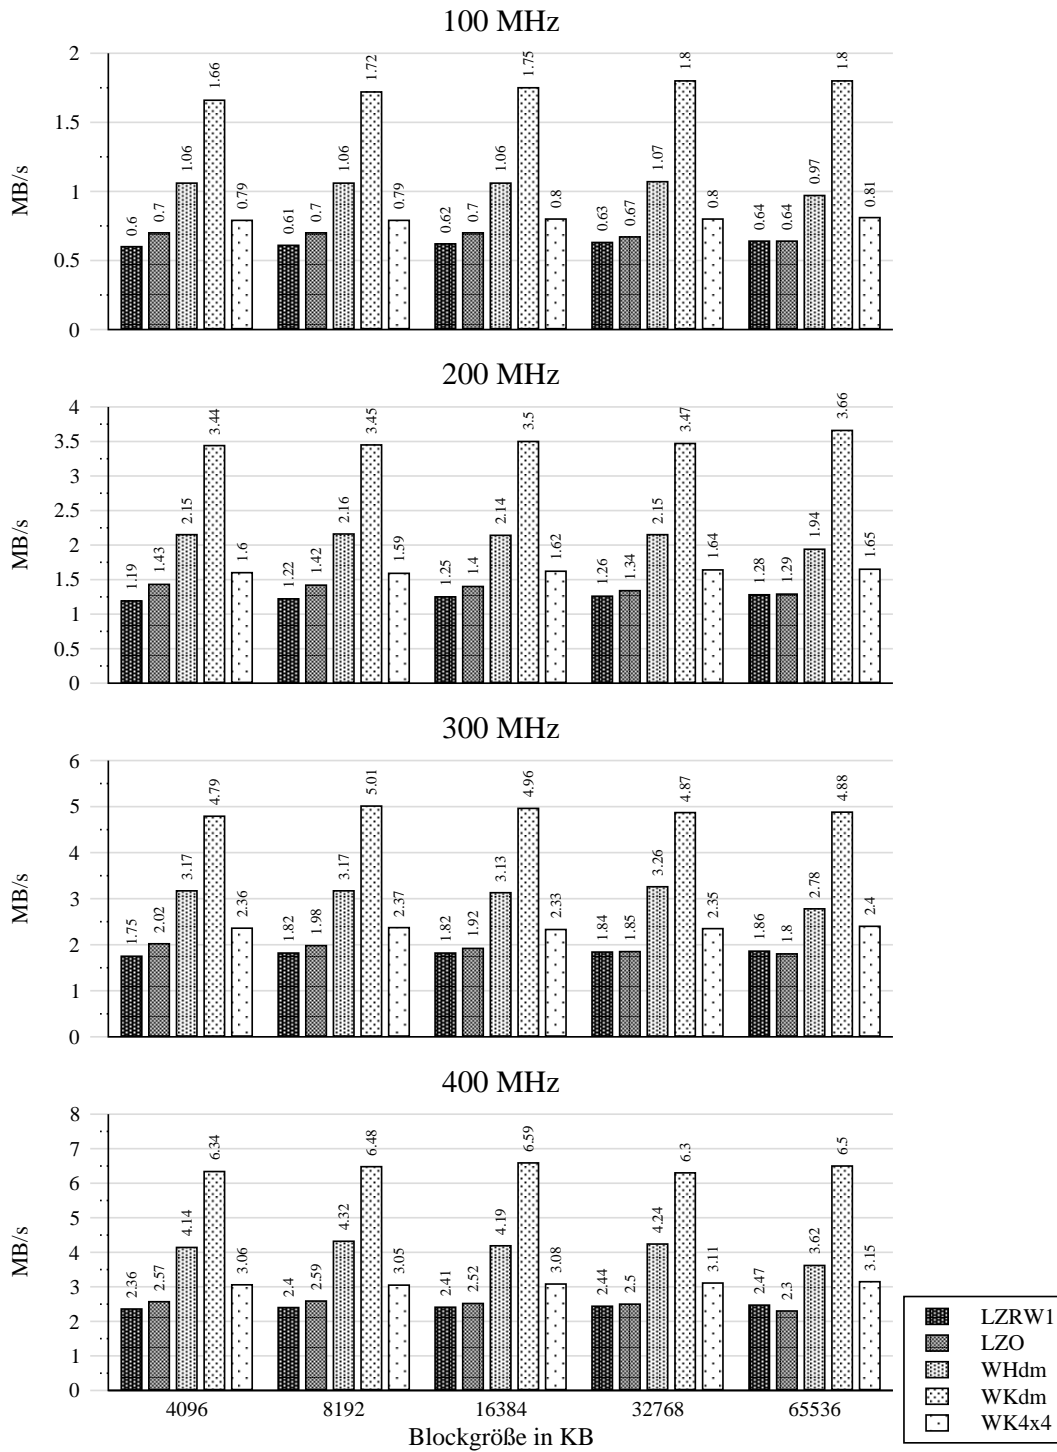 100 MHz
2
1.5
1
0.5
0
MB/s
0.6 0.7 1.06 1.66 0.79
0.61 0.7 1.06 1.72 0.79
0.62 0.7 1.06 1.75 0.8
0.63 0.67 1.07 1.8 0.8
0.64 0.64 0.97 1.8 0.81
200 MHz
4
3.5
3
2.5
2
1.5
1
0.5
0
MB/s
1.19 1.43 2.15 3.44 1.6
1.22 1.42 2.16 3.45 1.59
1.25 1.4 2.14 3.5 1.62
1.26 1.34 2.15 3.47 1.64
1.28 1.29 1.94 3.66 1.65
300 MHz
6
5
4
3
2
1
0
MB/s
1.75 2.02 3.17 4.79 2.36
1.82 1.98 3.17 5.01 2.37
1.82 1.92 3.13 4.96 2.33
1.84 1.85 3.26 4.87 2.35
1.86 1.8 2.78 4.88 2.4
400 MHz
8
7
6
5
4
3
2
1
0
MB/s
2.36 2.57 4.14 6.34 3.06
2.4 2.59 4.32 6.48 3.05
2.41 2.52 4.19 6.59 3.08
2.44 2.5 4.24 6.3 3.11
2.47 2.3 3.62 6.5 3.15
4096 8192 16384 32768 65536
Blockgröße in KB
LZRW1
LZO
WHdm
WKdm
WK4x4